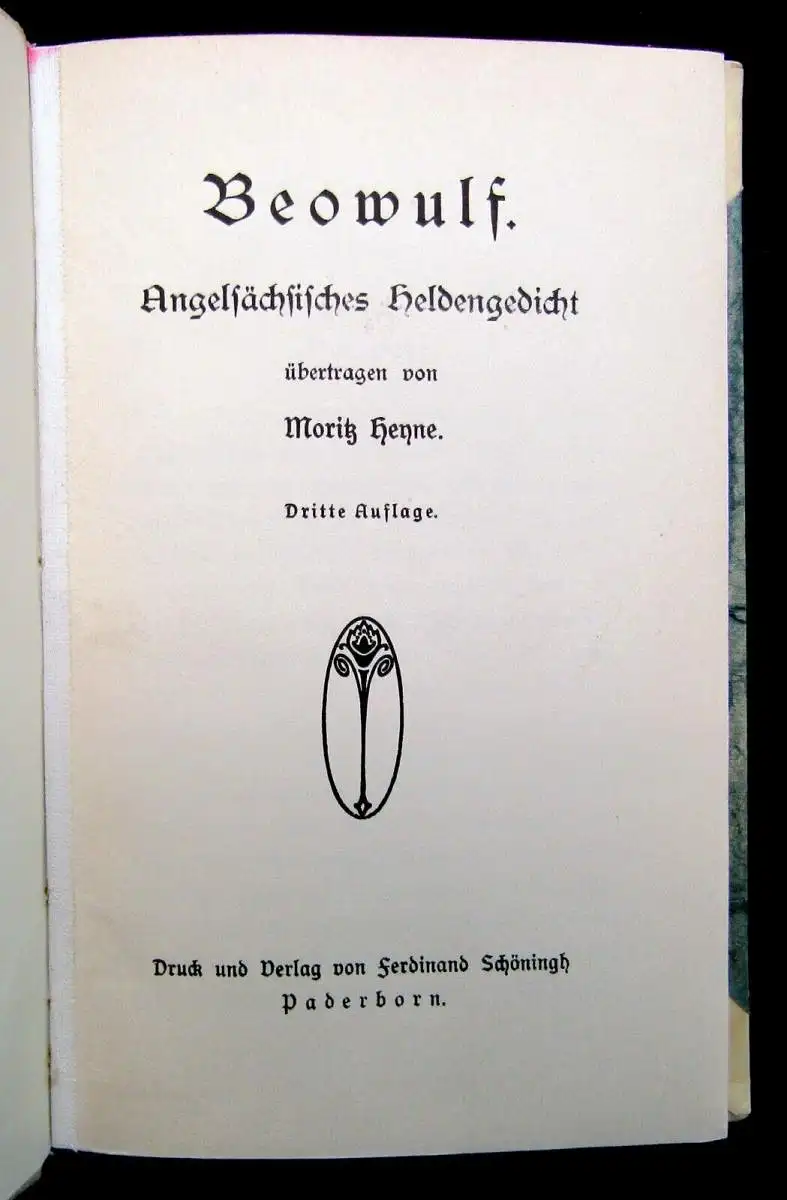 Beowulf.
Angelſächſiſches Heldengedicht
übertragen von
Moritz Heyne.
Dritte Auflage.
Druck und Verlag von Ferdinand Schöningh
Paderborn.